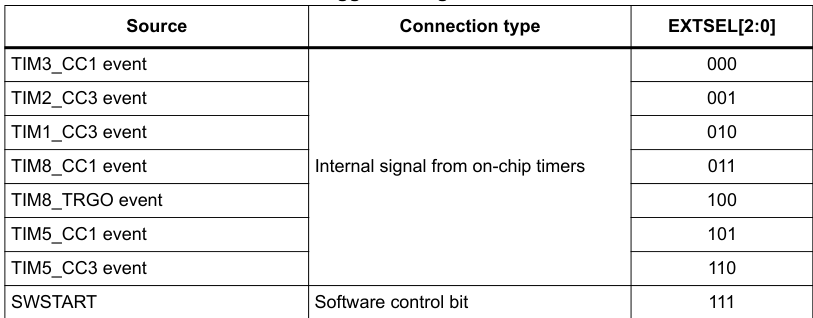 Source Connection type EXTSEL[2:0]
TIM3_CC1 event 000
TIM2_CC3 event 001
TIM1_CC3 event 010
TIM8_CC1 event Internal signal from on-chip timers 011
TIM8_TRGO event 100
TIM5_CC1 event 101
TIM5_CC3 event 110
SWSTART Software control bit 111